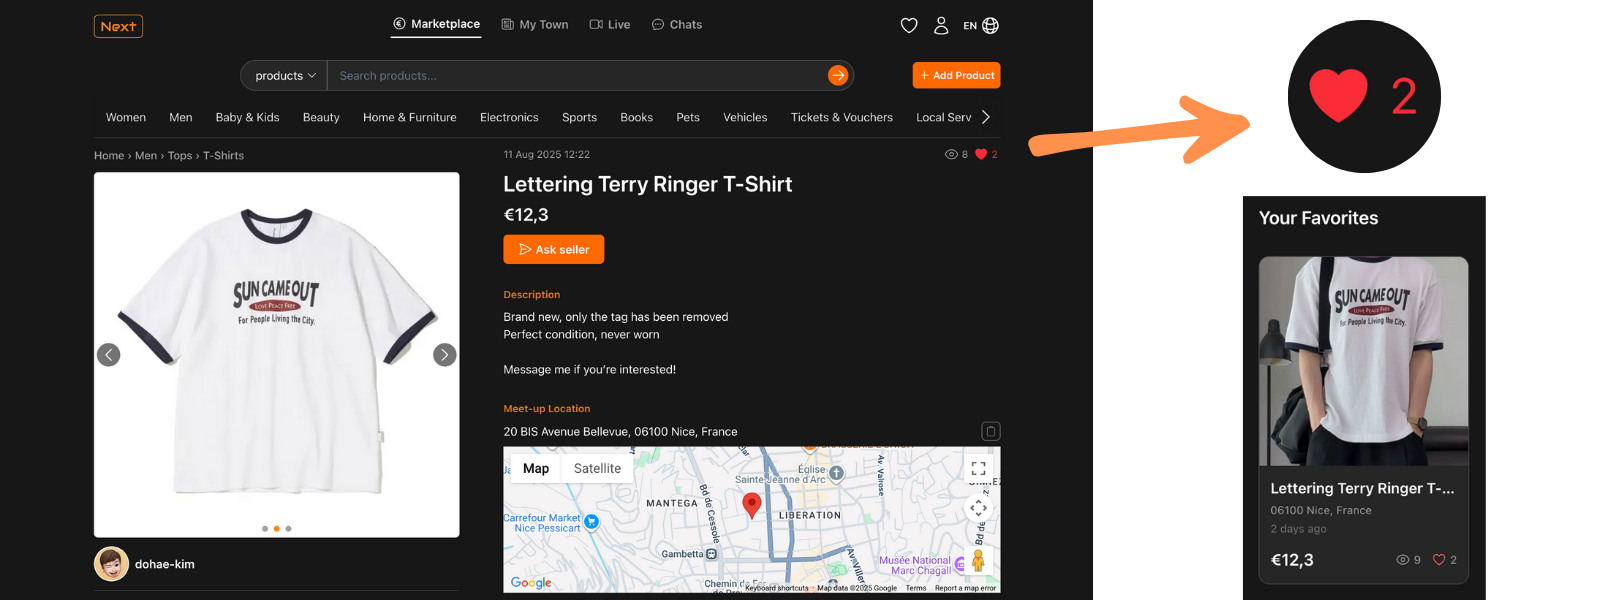 Next
Marketplace
My Town
Live
Chats
EN
products
Search products...
+ Add Product
Women
Men
Baby & Kids
Beauty
Home & Furniture
Electronics
Sports
Books
Pets
Vehicles
Tickets & Vouchers
Local Serv
Home › Men › Tops › T-Shirts
11 Aug 2025 12:22
8
2
SUN CAME OUT
LOVE PEACE FREE
For People Living the City.
dohae-kim
Lettering Terry Ringer T-Shirt
€12,3
Ask seller
Description
Brand new, only the tag has been removed
Perfect condition, never worn
Message me if you're interested!
Meet-up Location
20 BIS Avenue Bellevue, 06100 Nice, France
Map
Satellite
Église
Sainte-Jeanne d'Arc
Av. Valrose
MANTEGA
Bd de Cessole
LIBERATION
Carrefour Market
Nice Pessicart
Gambetta
Musée National
Marc Chagall
Chemin de Fer
Google
Keyboard shortcuts
Map data ©2025 Google
Terms
Report a map error
2
Your Favorites
SUN CAME OUT
LOVE PEACE FREE
For People Living the City.
Lettering Terry Ringer T-...
06100 Nice, France
2 days ago
€12,3
9
2